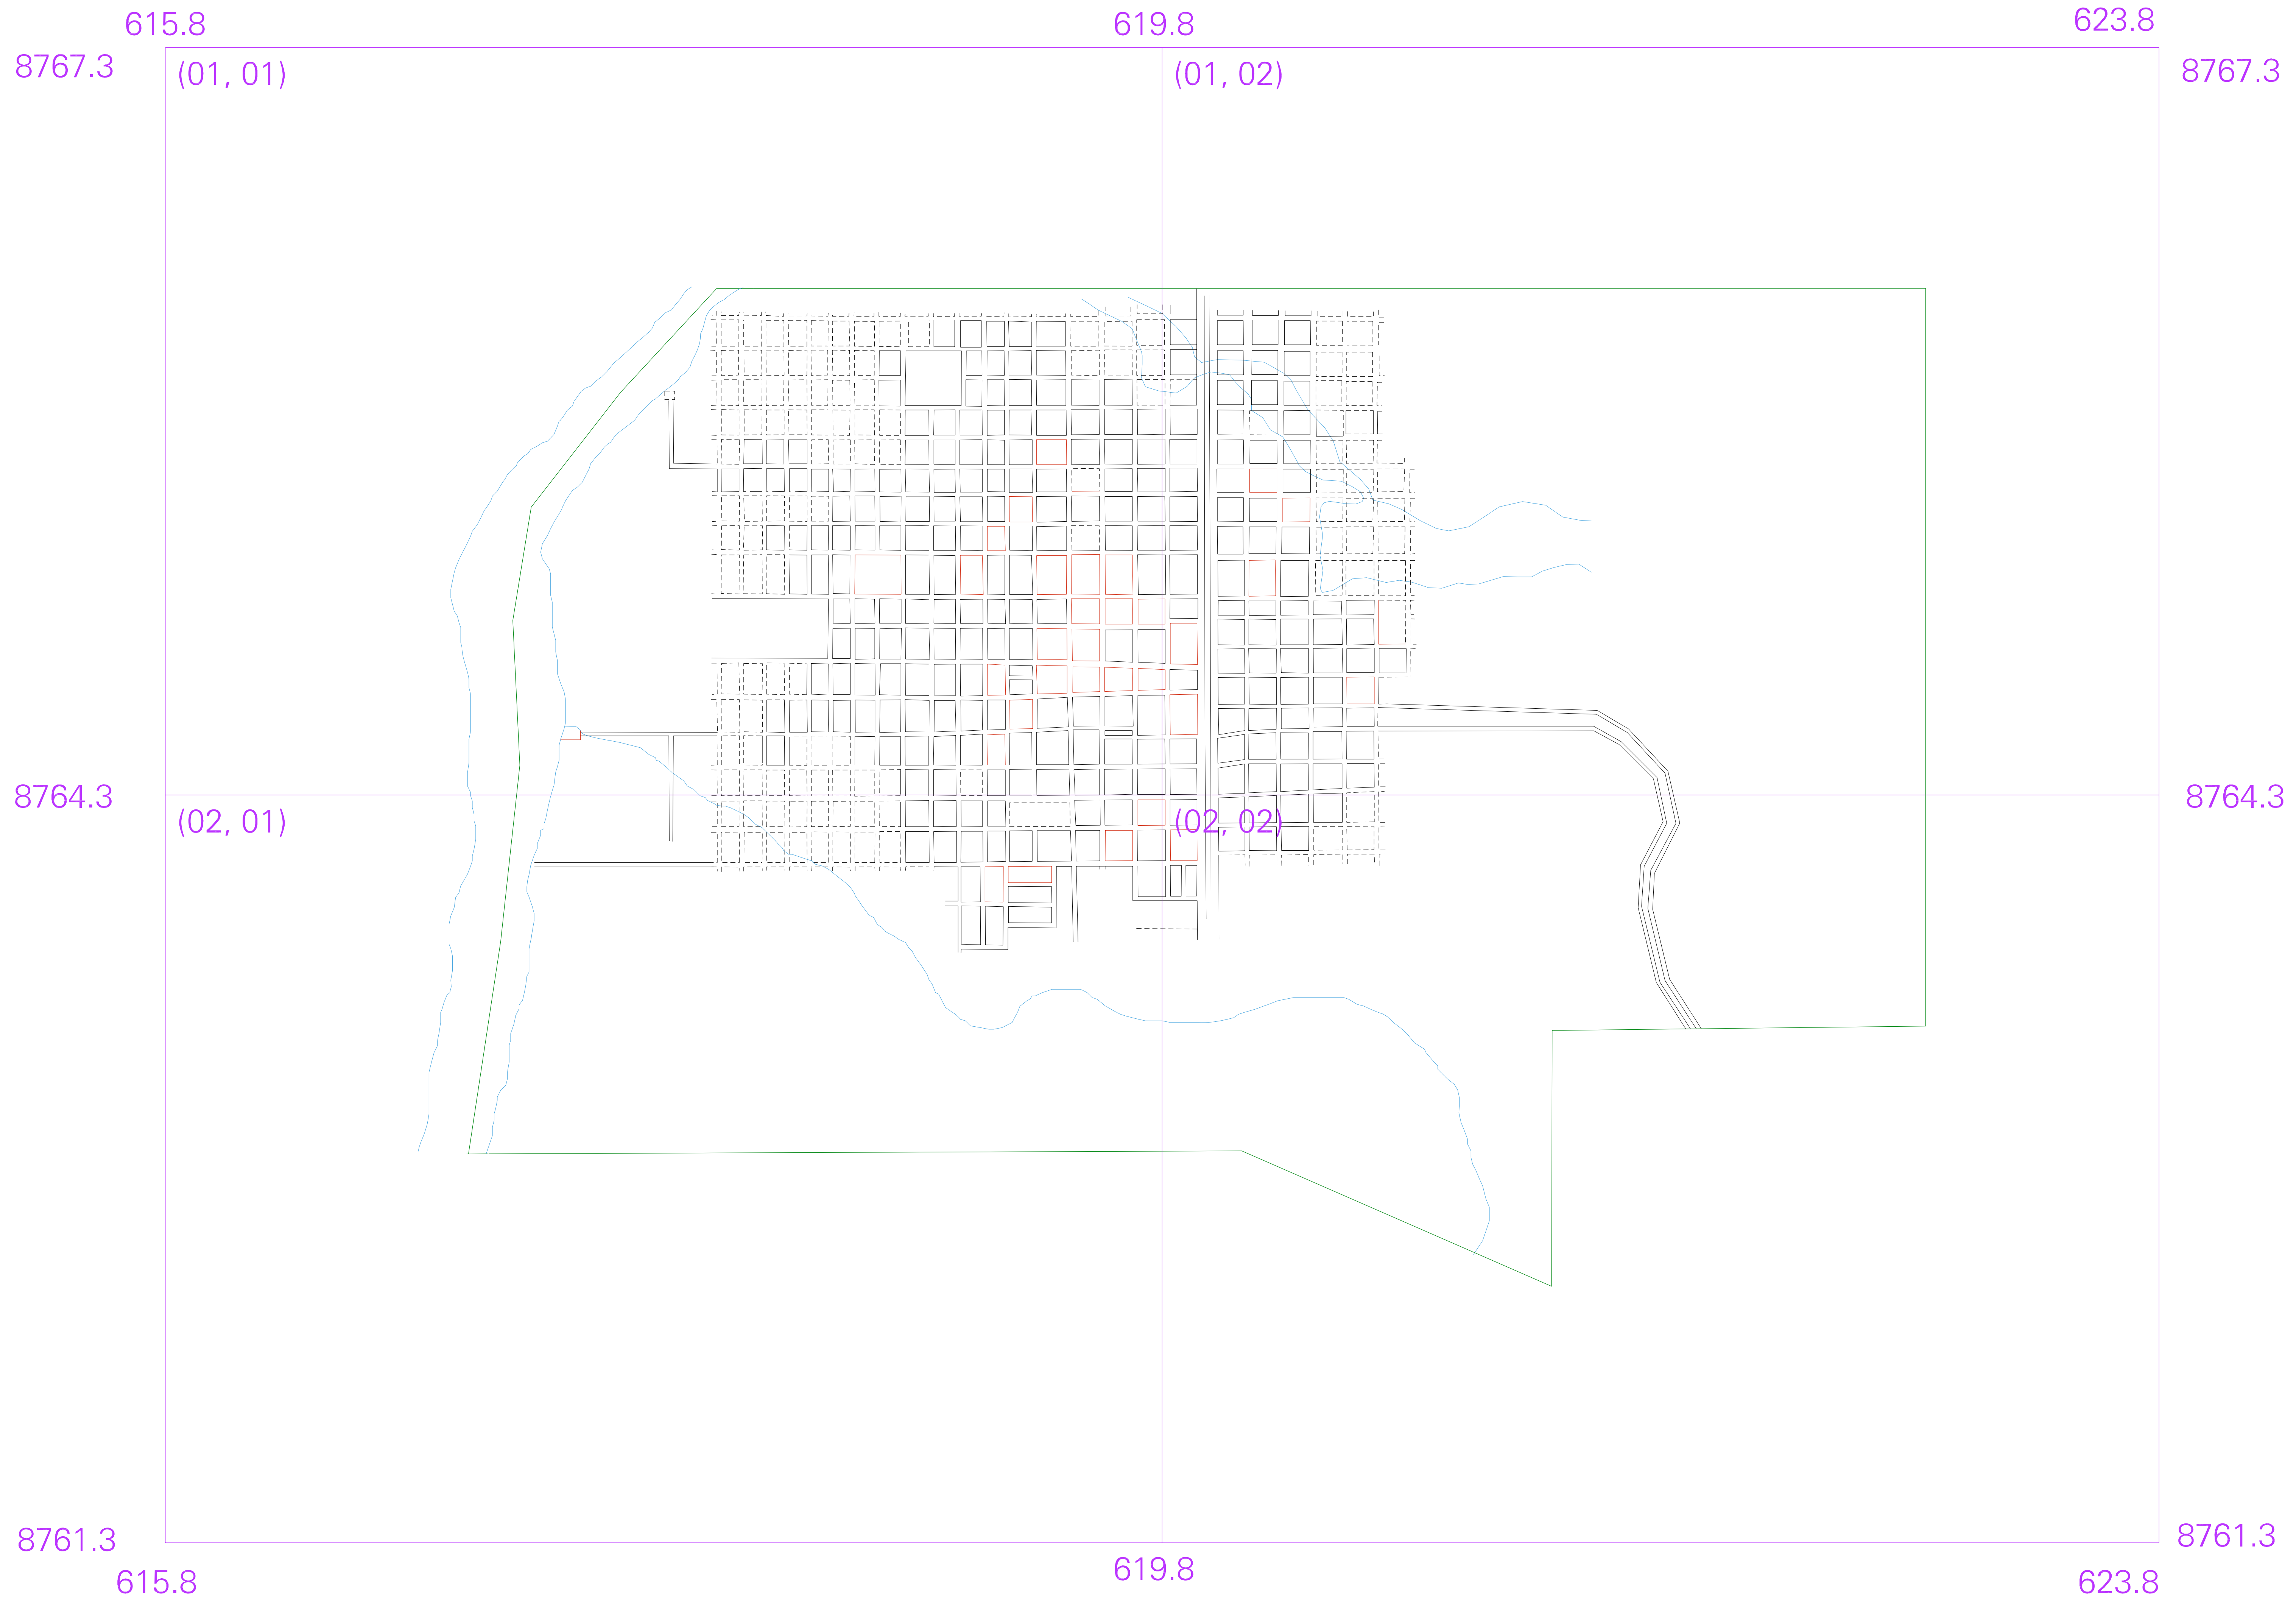 615.8 619.8 623.8
8767.3 8767.3
(01, 01) (01, 02)
8764.3 8764.3
(02, 01) (02, 02)
8761.3 8761.3
615.8 619.8 623.8